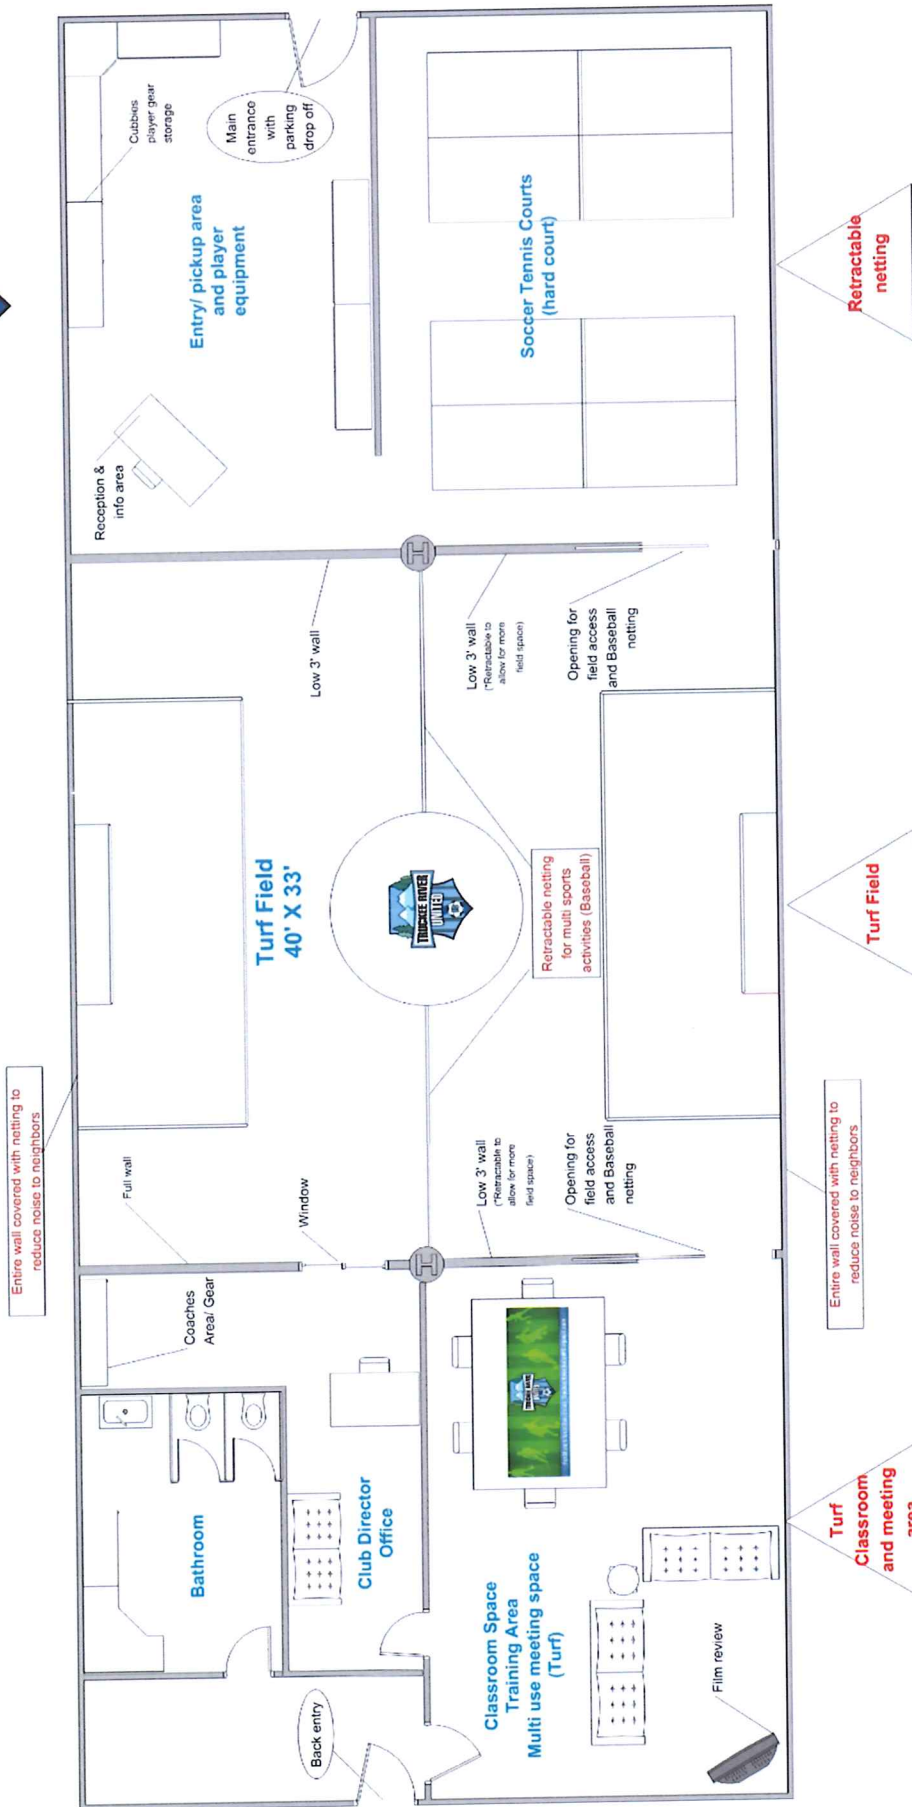 Cubbies
player gear
storage
Main
entrance
with
parking
drop off
Entry/ pickup area
and player
equipment
Reception &
info area
Soccer Tennis Courts
(hard court)
Retractable
netting
Low 3' wall
Low 3' wall
(*Retractable to
allow for more
field space)
Opening for
field access
and Baseball
netting
Turf Field
40' X 33'
TRUCKEE RIVER
UNITED
Retractable netting
for multi sports
activities (Baseball)
Turf Field
Entire wall covered with netting to
reduce noise to neighbors
Full wall
Window
Low 3' wall
(*Retractable to
allow for more
field space)
Opening for
field access
and Baseball
netting
Entire wall covered with netting to
reduce noise to neighbors
Coaches
Area/ Gear
Bathroom
Club Director
Office
Classroom Space
Training Area
Multi use meeting space
(Turf)
Back entry
Film review
Turf
Classroom
and meeting
area